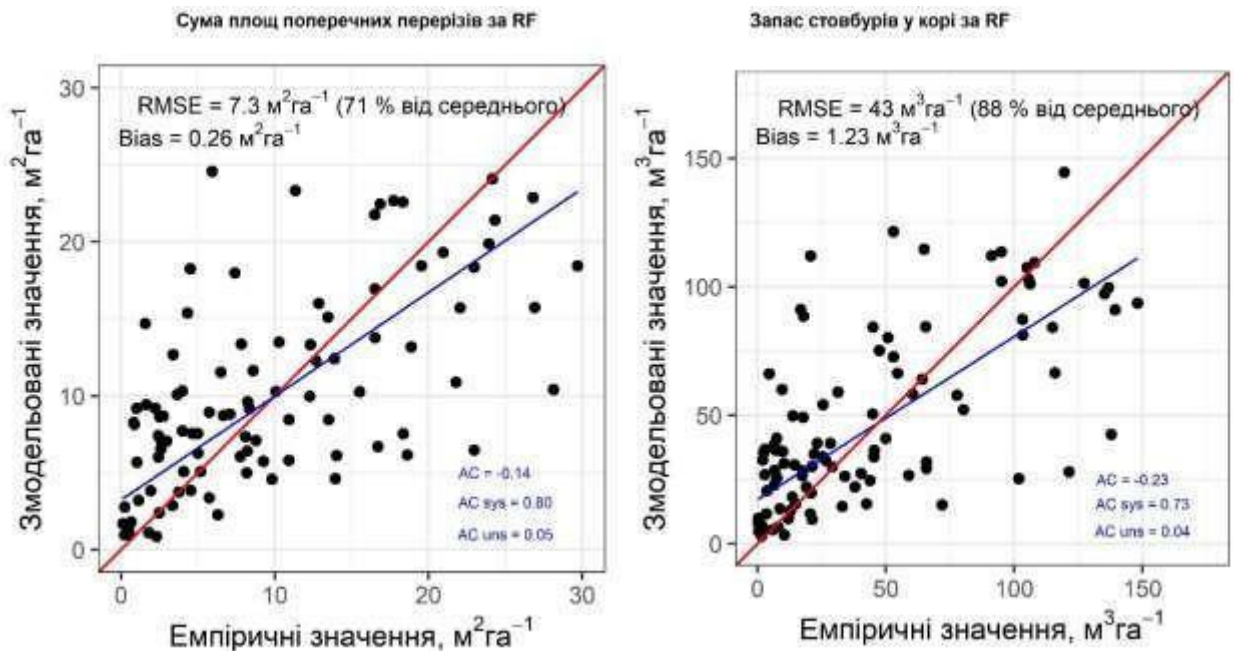 Сума площ поперечних перерізів за RF
RMSE = 7.3 м²га⁻¹ (71 % від середнього)
Bias = 0.26 м²га⁻¹
Змодельовані значення, м²га⁻¹
30
20
10
0
AC = -0.14
AC sys = 0.80
AC uns = 0.05
0 10 20 30
Емпіричні значення, м²га⁻¹
Запас стовбурів у корі за RF
RMSE = 43 м³га⁻¹ (88 % від середнього)
Bias = 1.23 м³га⁻¹
Змодельовані значення, м³га⁻¹
150
100
50
0
AC = -0.23
AC sys = 0.73
AC uns = 0.04
0 50 100 150
Емпіричні значення, м³га⁻¹